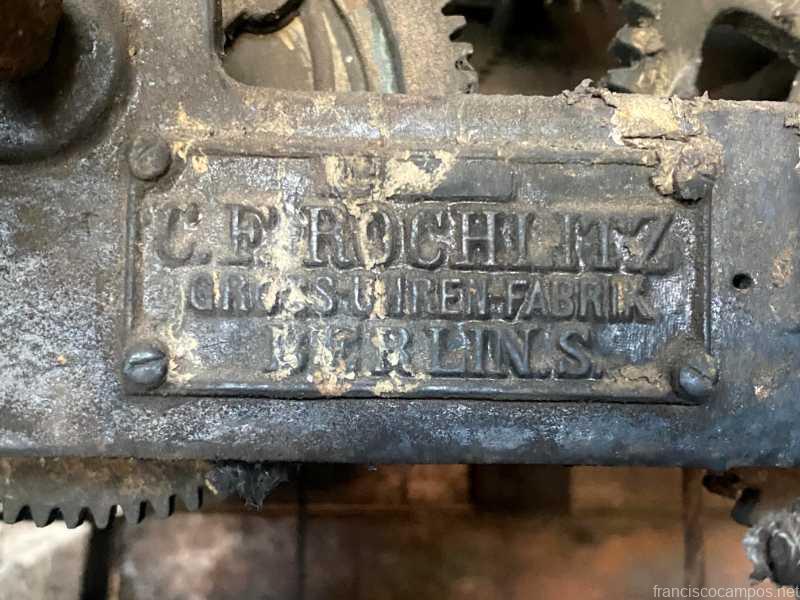 C.F. ROCHLITZ
GROSS-UHREN-FABRIK
BERLIN.S.
franciscocampos.net